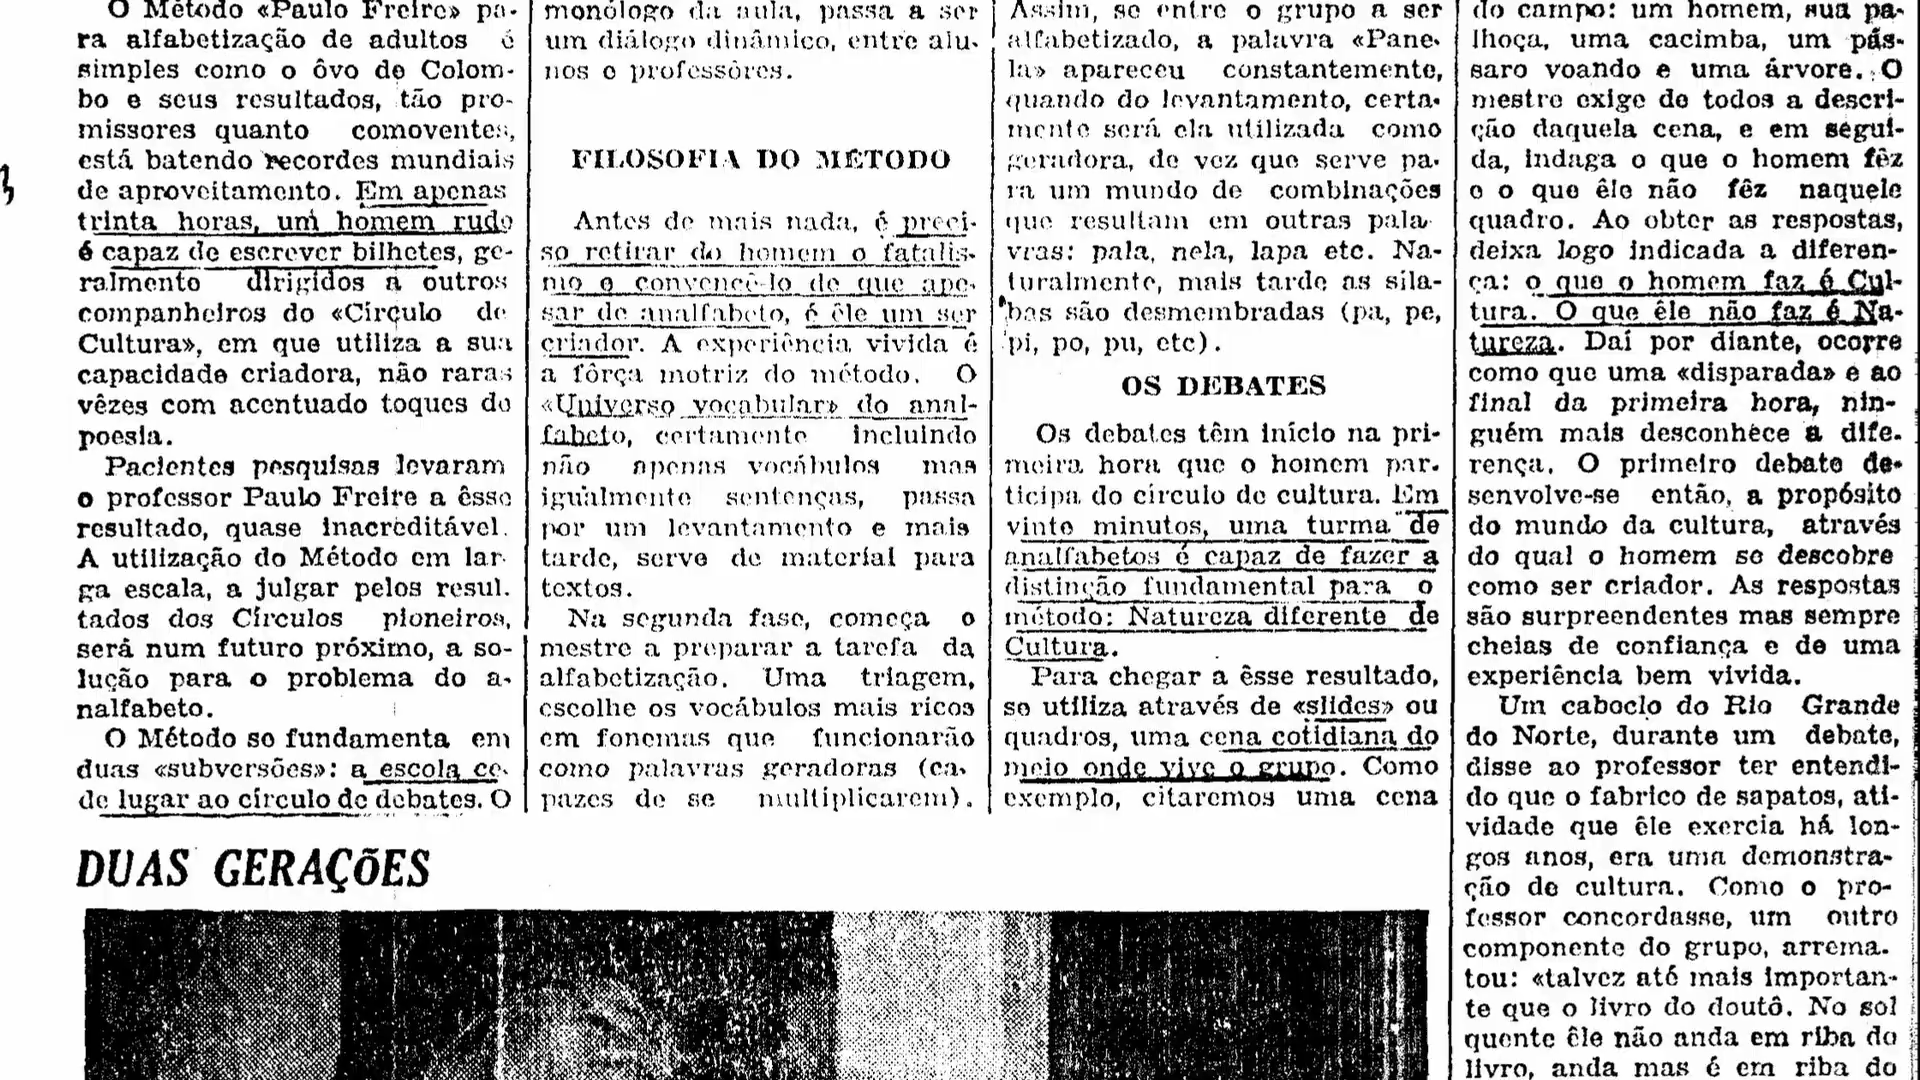 O Método «Paulo Freire» pa-
ra alfabetização de adultos é
simples como o ôvo de Colom-
bo e seus resultados, tão pro-
missores quanto comoventes,
está batendo recordes mundiais
de aproveitamento. Em apenas
trinta horas, um homem rude
é capaz de escrever bilhetes, ge-
ralmente dirigidos a outros
companheiros do «Círculo de
Cultura», em que utiliza a sua
capacidade criadora, não raras
vêzes com acentuado toques de
poesia.
Pacientes pesquisas levaram
o professor Paulo Freire a êsse
resultado, quase inacreditável.
A utilização do Método em lar-
ga escala, a julgar pelos resul.
tados dos Círculos pioneiros,
será num futuro próximo, a so-
lução para o problema do a-
nalfabeto.
O Método se fundamenta em
duas «subversões»: a escola ce-
de lugar ao círculo de debates. O
monólogo da aula, passa a ser
um diálogo dinâmico, entre alu-
nos e professôres.
FILOSOFIA DO MÉTODO
Antes de mais nada, é preci-
so retirar do homem o fatalis-
mo e convencê-lo de que ape-
sar de analfabeto, é êle um ser
criador. A experiência vivida é
a fôrça motriz do método. O
«Universo vocabular» do anal-
fabeto, certamente incluindo
não apenas vocábulos mas
igualmente sentenças, passa
por um levantamento e mais
tarde, serve de material para
textos.
Na segunda fase, começa o
mestre a preparar a tarefa da
alfabetização. Uma triagem,
escolhe os vocábulos mais ricos
em fonemas que funcionarão
como palavras geradoras (ca-
pazes de se multiplicarem).
Assim, se entre o grupo a ser
alfabetizado, a palavra «Pane-
la» apareceu constantemente,
quando do levantamento, certa-
mente será ela utilizada como
geradora, de vez que serve pa-
ra um mundo de combinações
que resultam em outras pala-
vras: pala, nela, lapa etc. Na-
turalmente, mais tarde as síla-
bas são desmembradas (pa, pe,
pi, po, pu, etc).
OS DEBATES
Os debates têm início na pri-
meira hora que o homem par-
ticipa do círculo de cultura. Em
vinte minutos, uma turma de
analfabetos é capaz de fazer a
distinção fundamental para o
método: Natureza diferente de
Cultura.
Para chegar a êsse resultado,
se utiliza através de «slides» ou
quadros, uma cena cotidiana do
meio onde vive o grupo. Como
exemplo, citaremos uma cena
do campo: um homem, sua pa-
lhoça, uma cacimba, um pás-
saro voando e uma árvore. O
mestre exige de todos a descri-
ção daquela cena, e em segui-
da, indaga o que o homem fêz
e o que êle não fêz naquele
quadro. Ao obter as respostas,
deixa logo indicada a diferen-
ça: o que o homem faz é Cul-
tura. O que êle não faz é Na-
tureza. Daí por diante, ocorre
como que uma «disparada» e ao
final da primeira hora, nin-
guém mais desconhece a dife-
rença. O primeiro debate de-
senvolve-se então, a propósito
do mundo da cultura, através
do qual o homem se descobre
como ser criador. As respostas
são surpreendentes mas sempre
cheias de confiança e de uma
experiência bem vivida.
Um caboclo do Rio Grande
do Norte, durante um debate,
disse ao professor ter entendi-
do que o fabrico de sapatos, ati-
vidade que êle exercia há lon-
gos anos, era uma demonstra-
ção de cultura. Como o pro-
fessor concordasse, um outro
componente do grupo, arrema-
tou: «talvez até mais importan-
te que o livro do doutô. No sol
quente êle não anda em riba do
livro, anda mas é em riba do
DUAS GERAÇÕES